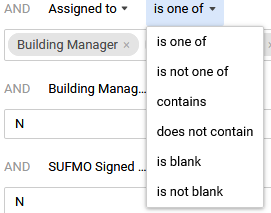 AND Assigned to is one of
Building Manager ×
is one of
is not one of
contains
does not contain
is blank
is not blank
AND Building Manag...
N
AND SUFMO Signed ...
N